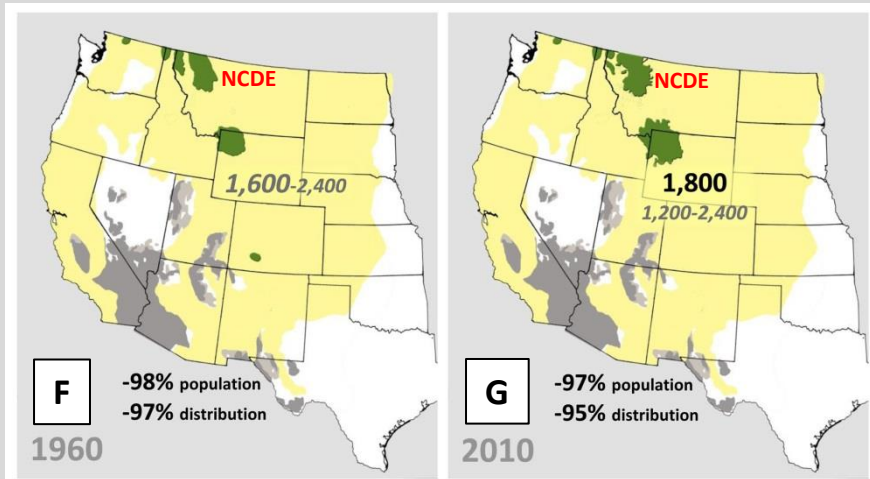 NCDE
1,600-2,400
F
-98% population
-97% distribution
1960
NCDE
1,800
1,200-2,400
G
-97% population
-95% distribution
2010